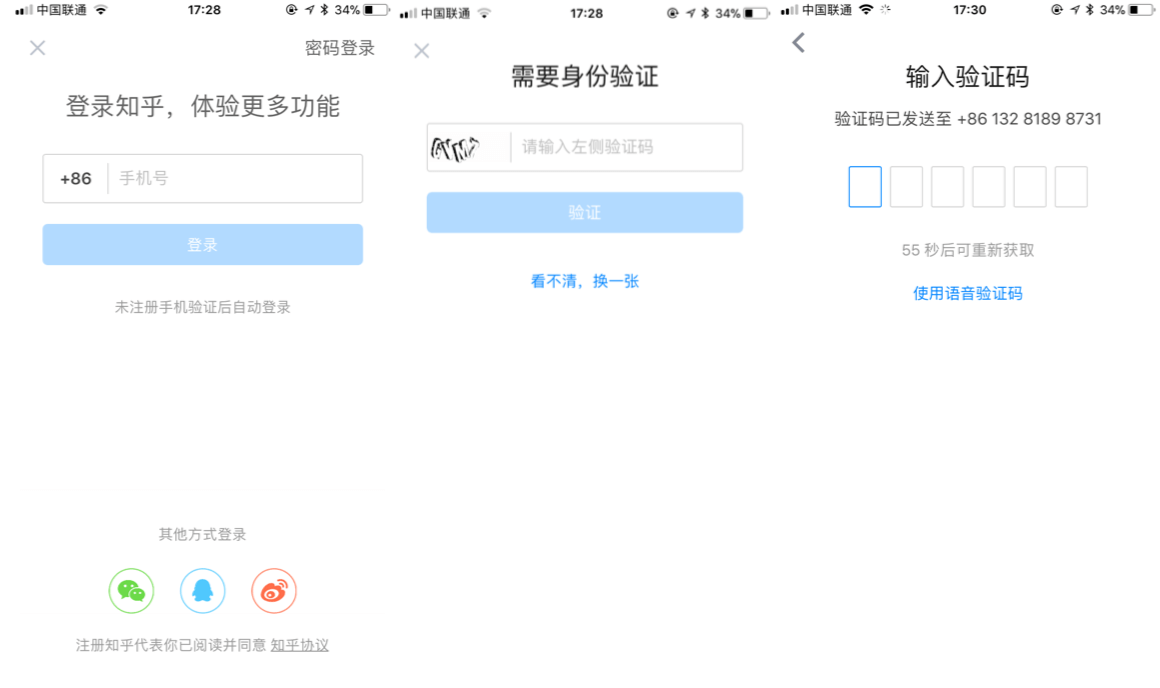 中国联通 17:28 34%
密码登录
登录知乎，体验更多功能
+86 手机号
登录
未注册手机验证后自动登录
其他方式登录
注册知乎代表你已阅读并同意 知乎协议
中国联通 17:28 34%
需要身份验证
请输入左侧验证码
验证
看不清，换一张
中国联通 17:30 34%
输入验证码
验证码已发送至 +86 132 8189 8731
55 秒后可重新获取
使用语音验证码